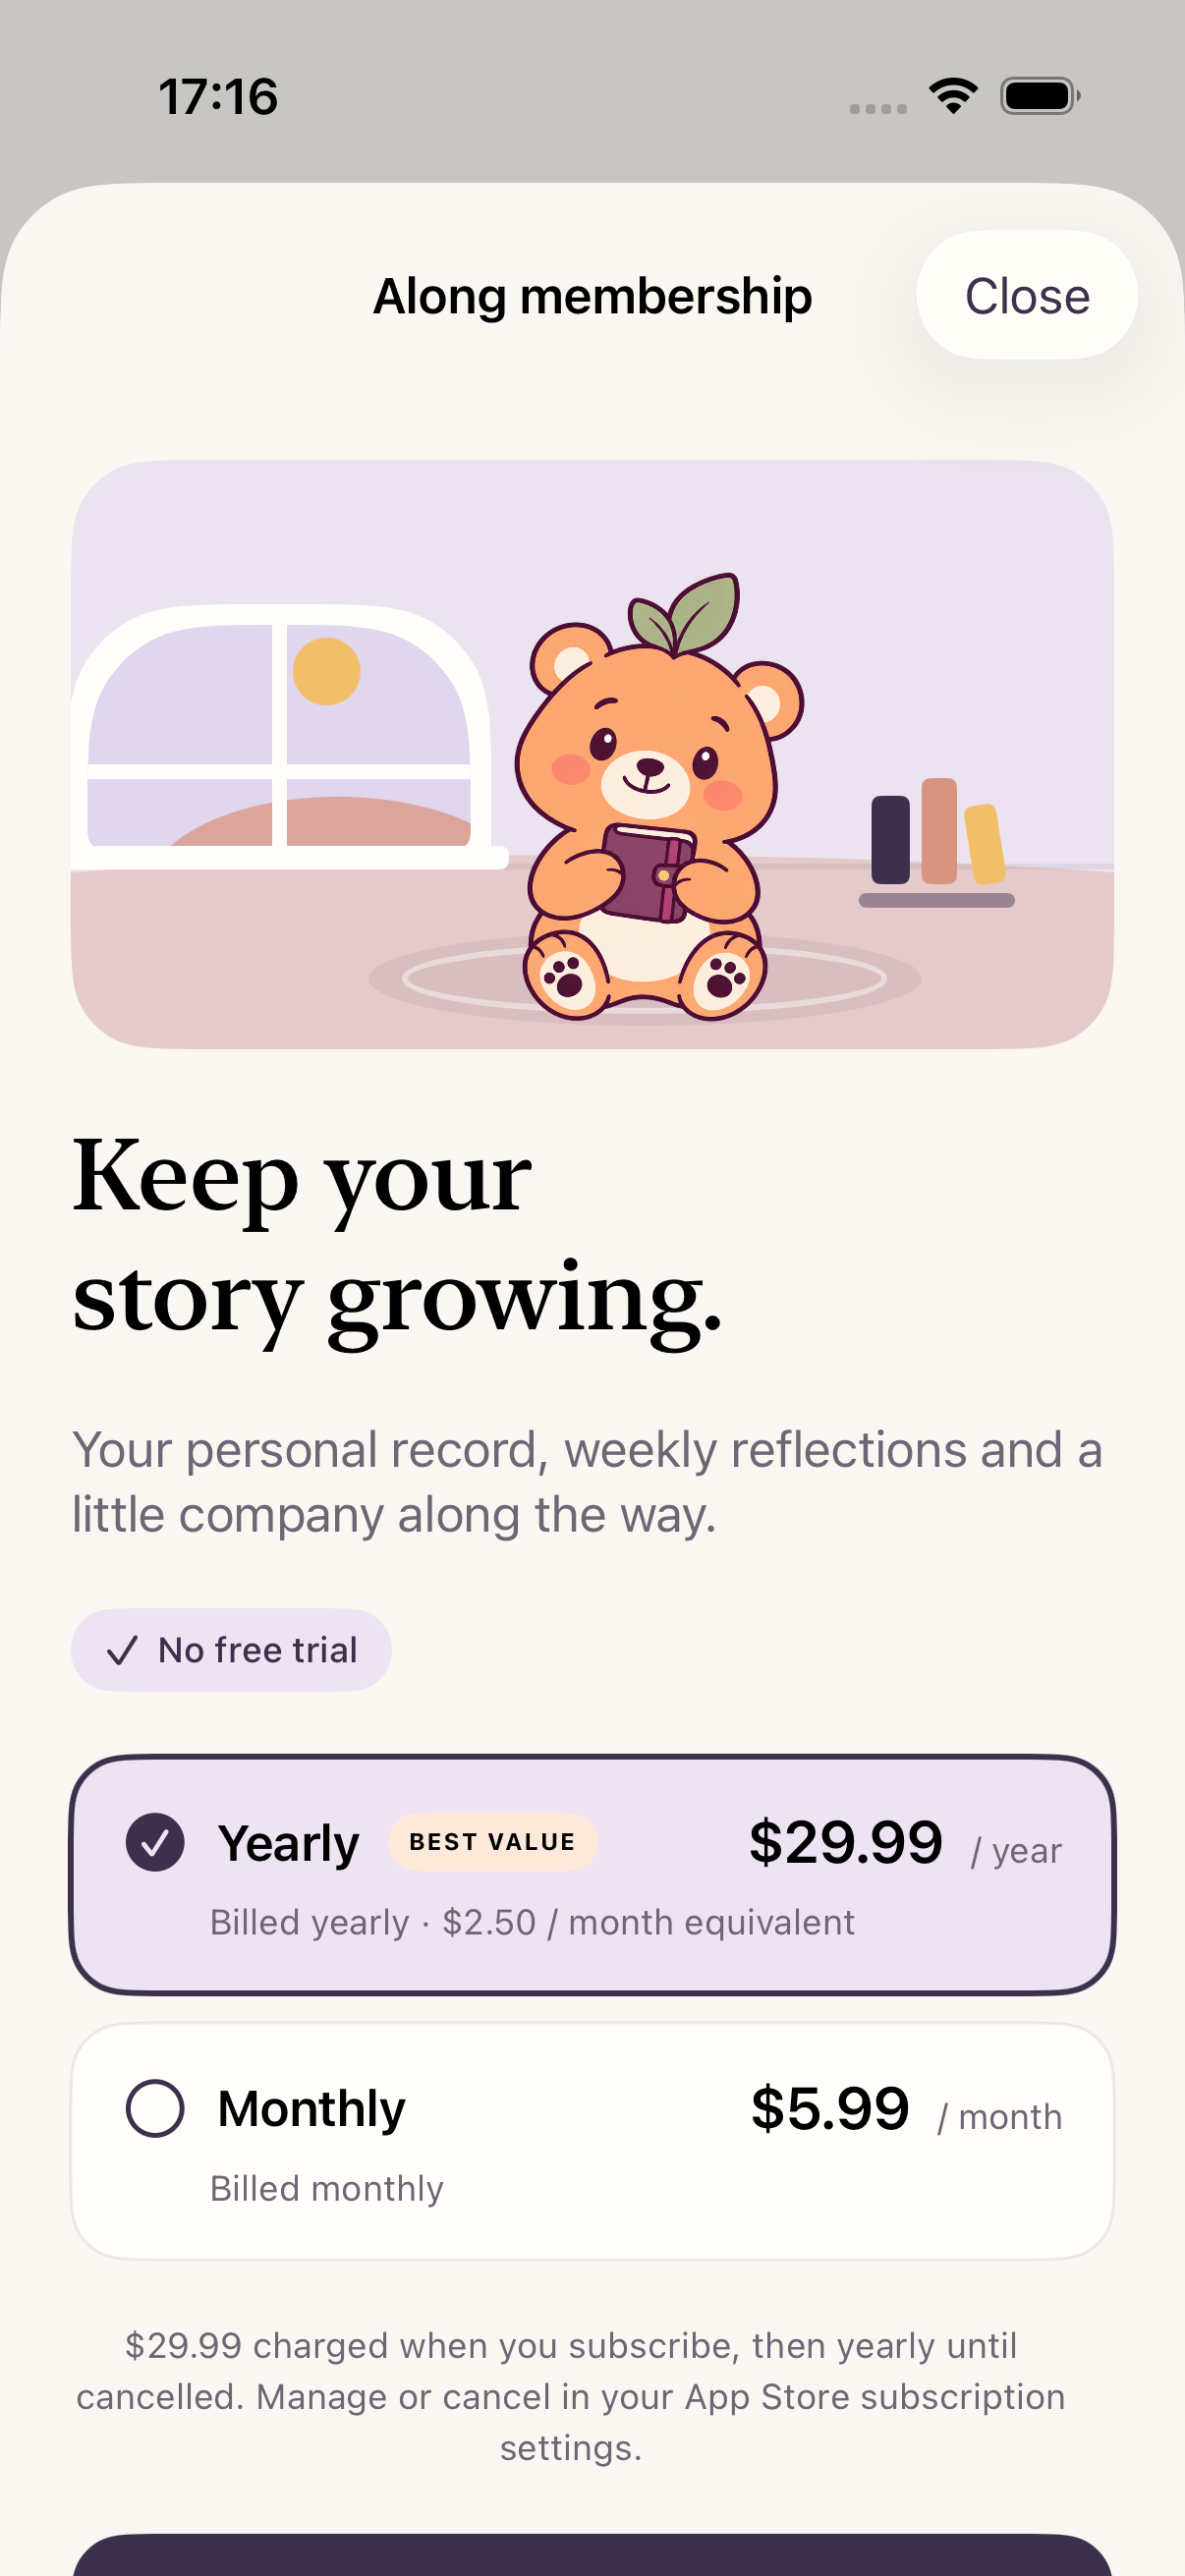 17:16
Along membership
Close
Keep your
story growing.
Your personal record, weekly reflections and a
little company along the way.
No free trial
Yearly BEST VALUE $29.99 / year
Billed yearly · $2.50 / month equivalent
Monthly $5.99 / month
Billed monthly
$29.99 charged when you subscribe, then yearly until
cancelled. Manage or cancel in your App Store subscription
settings.